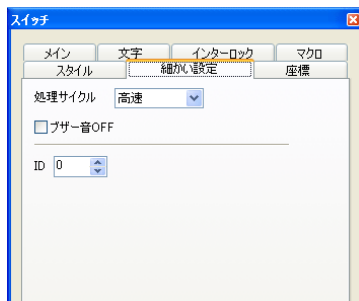 スイッチ
メイン 文字 インターロック マクロ
スタイル 細かい設定 座標
処理サイクル 高速
ブザー音OFF
ID 0